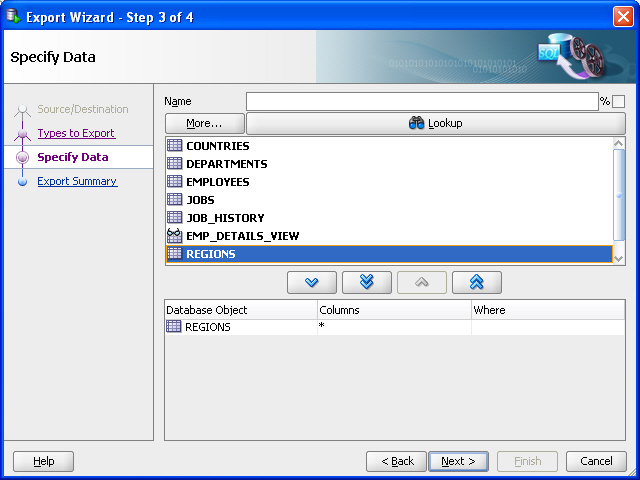 Export Wizard - Step 3 of 4
Specify Data
SQL
Source/Destination
Types to Export
Specify Data
Export Summary
Name %
More... Lookup
COUNTRIES
DEPARTMENTS
EMPLOYEES
JOBS
JOB_HISTORY
EMP_DETAILS_VIEW
REGIONS
Database Object Columns Where
REGIONS *
Help < Back Next > Finish Cancel